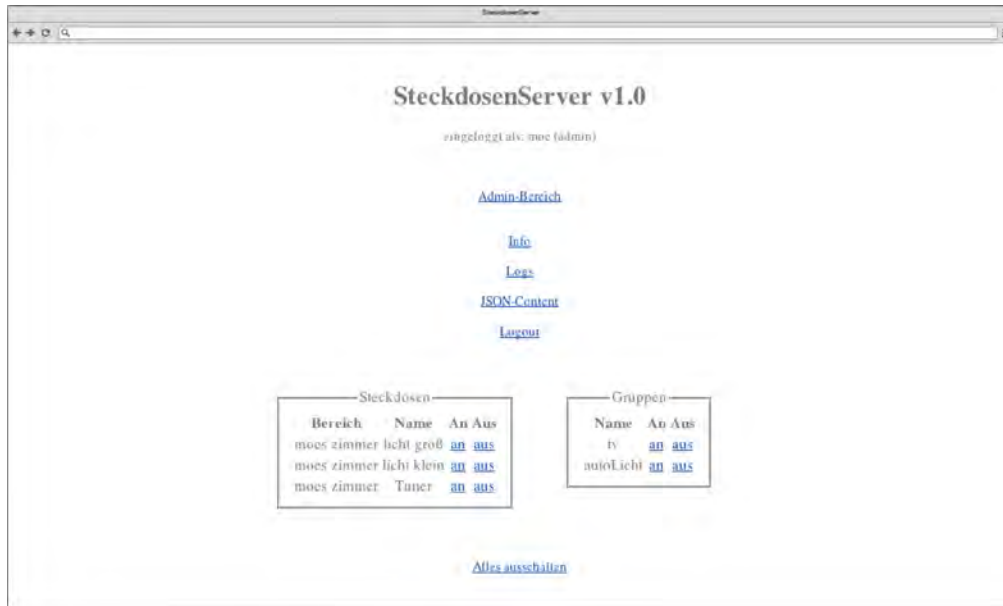 SteckdosenServer
SteckdosenServer v1.0
eingeloggt als: moe (admin)
Admin-Bereich
Info
Logs
JSON-Content
Logout
Steckdosen
Bereich Name An Aus
moes zimmer licht groß an aus
moes zimmer licht klein an aus
moes zimmer Tuner an aus
Gruppen
Name An Aus
tv an aus
autoLicht an aus
Alles ausschalten